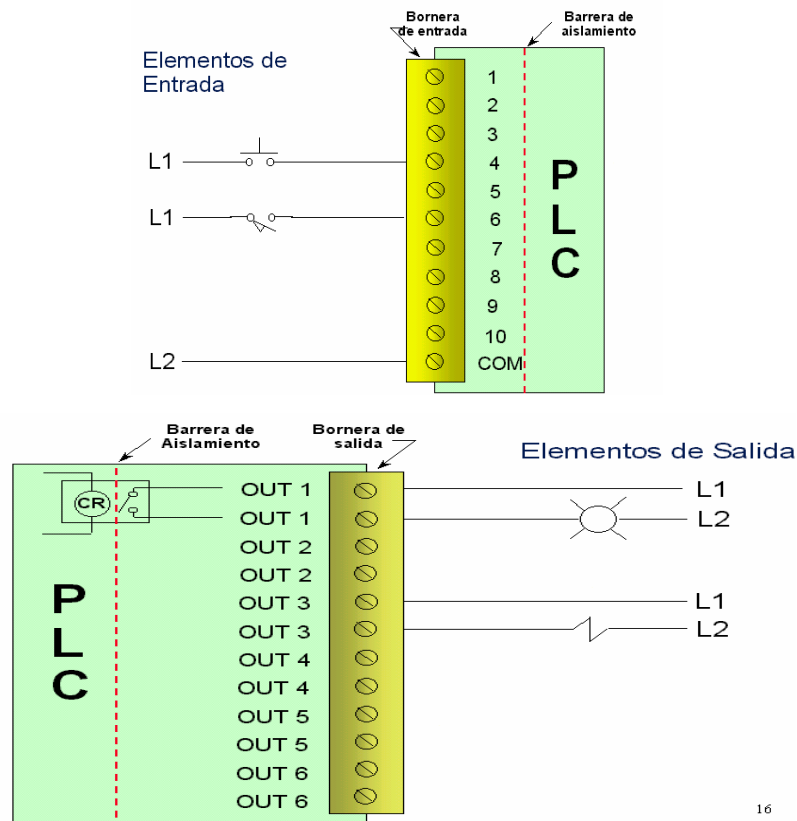 Bornera
de entrada
Barrera de
aislamiento
Elementos de
Entrada
1
2
3
L1
4
5
L1
6
7
8
9
10
L2
COM
P
L
C
Barrera de
Aislamiento
Bornera de
salida
Elementos de Salida
CR
OUT 1
L1
OUT 1
L2
OUT 2
OUT 2
OUT 3
L1
OUT 3
L2
OUT 4
OUT 4
OUT 5
OUT 5
OUT 6
OUT 6
P
L
C
16